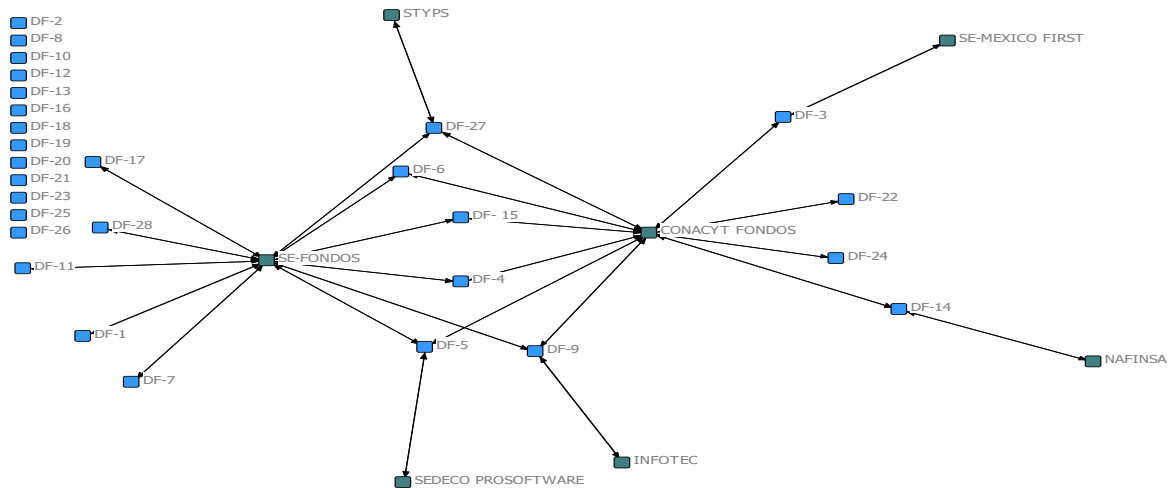 DF-2
DF-8
DF-10
DF-12
DF-13
DF-16
DF-18
DF-19
DF-20
DF-21
DF-23
DF-25
DF-26
STYPS
SE-MEXICO FIRST
DF-3
DF-27
DF-17
DF-6
DF-22
DF- 15
DF-28
CONACYT FONDOS
SE-FONDOS
DF-24
DF-11
DF-4
DF-14
DF-1
DF-5
DF-9
NAFINSA
DF-7
INFOTEC
SEDECO PROSOFTWARE